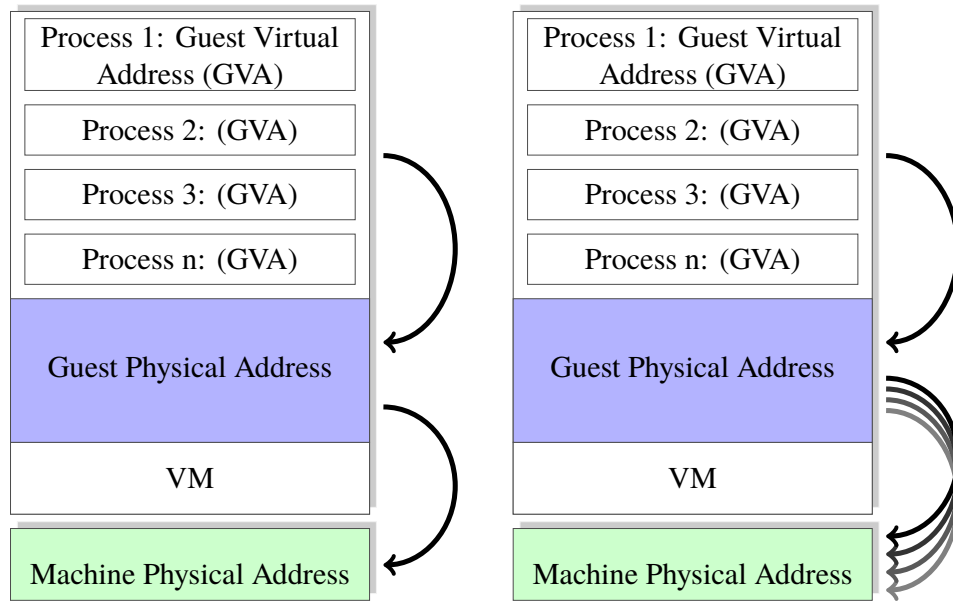 Process 1: Guest Virtual
Address (GVA)
Process 2: (GVA)
Process 3: (GVA)
Process n: (GVA)
Guest Physical Address
VM
Machine Physical Address
Process 1: Guest Virtual
Address (GVA)
Process 2: (GVA)
Process 3: (GVA)
Process n: (GVA)
Guest Physical Address
VM
Machine Physical Address